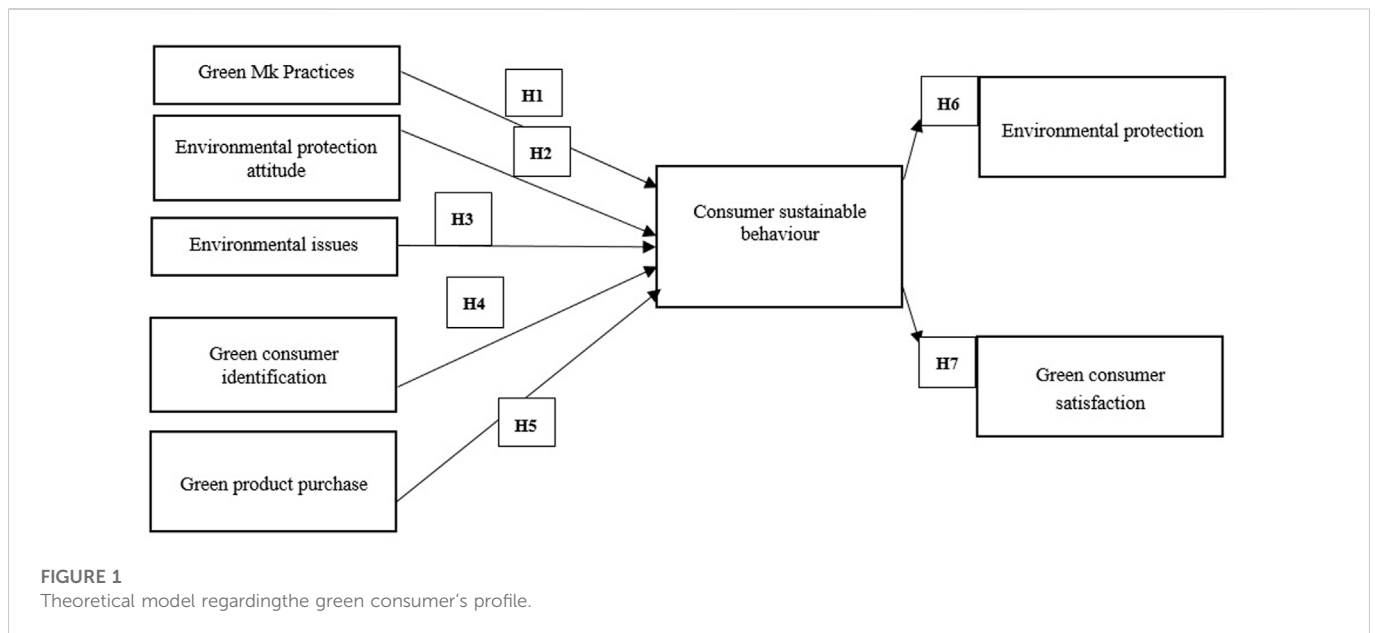 Green Mk Practices
H1
Environmental protection
attitude
H2
Environmental issues
H3
Green consumer
identification
H4
Green product purchase
H5
Consumer sustainable
behaviour
H6
Environmental protection
H7
Green consumer
satisfaction
FIGURE 1
Theoretical model regardingthe green consumer's profile.